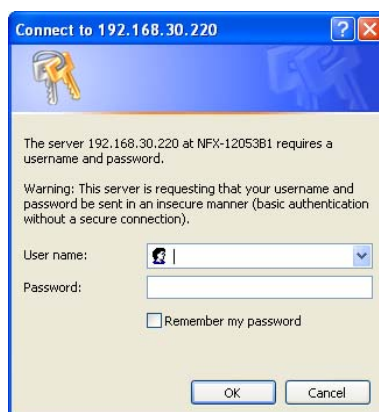 Connect to 192.168.30.220
The server 192.168.30.220 at NFX-12053B1 requires a
username and password.
Warning: This server is requesting that your username and
password be sent in an insecure manner (basic authentication
without a secure connection).
User name:
Password:
Remember my password
OK Cancel